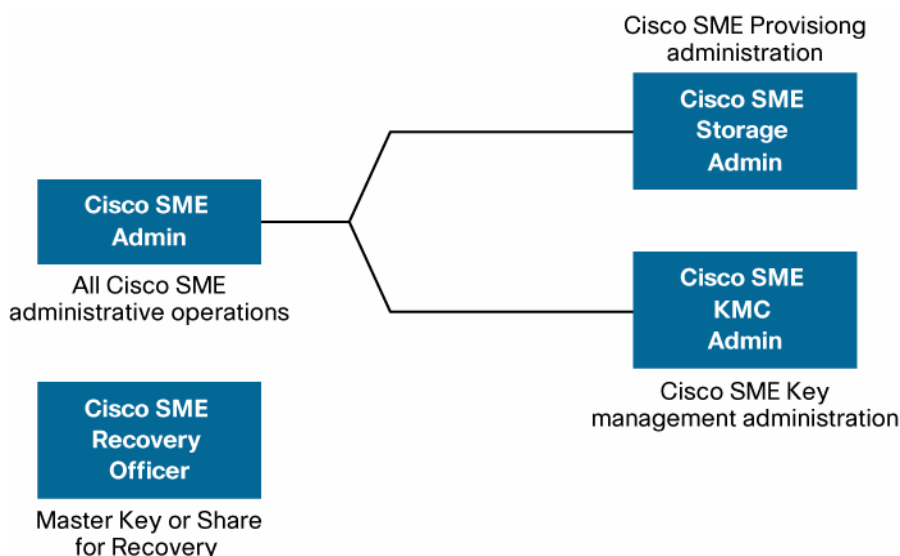 Cisco SME Provisiong
administration
Cisco SME
Storage
Admin
Cisco SME
Admin
All Cisco SME
administrative operations
Cisco SME
KMC
Admin
Cisco SME Key
management administration
Cisco SME
Recovery
Officer
Master Key or Share
for Recovery